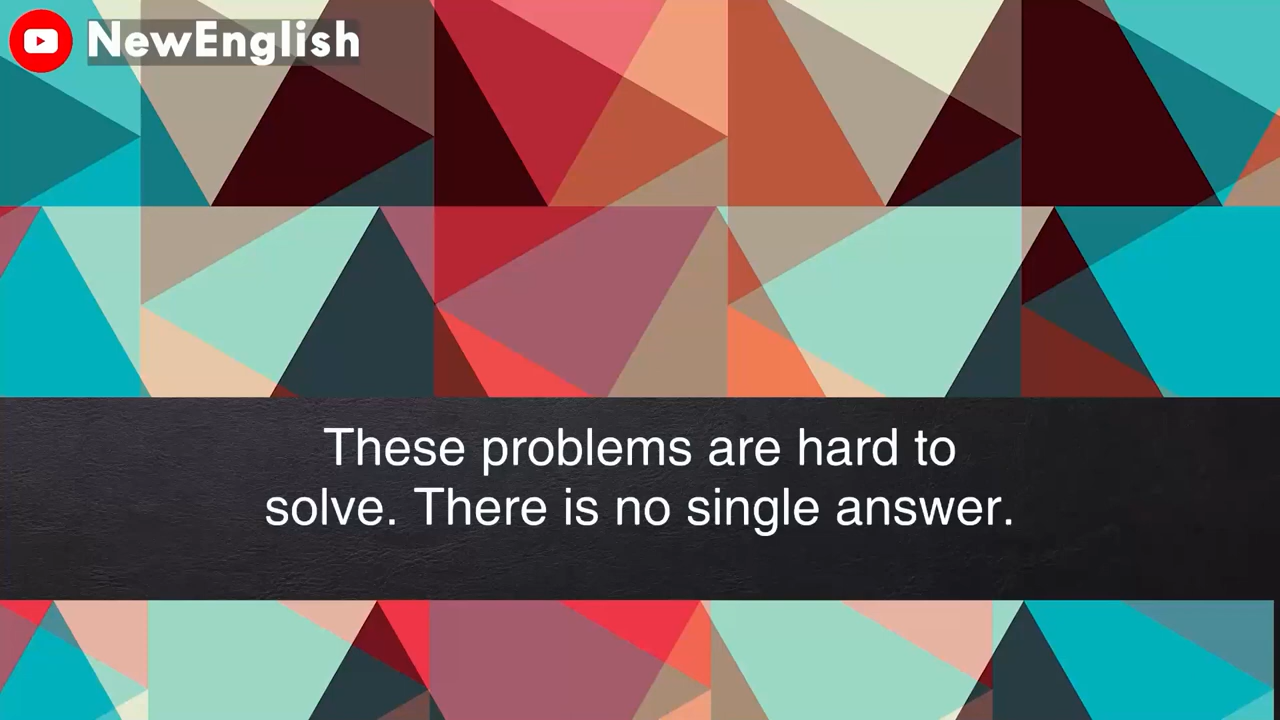 NewEnglish
These problems are hard to
solve. There is no single answer.